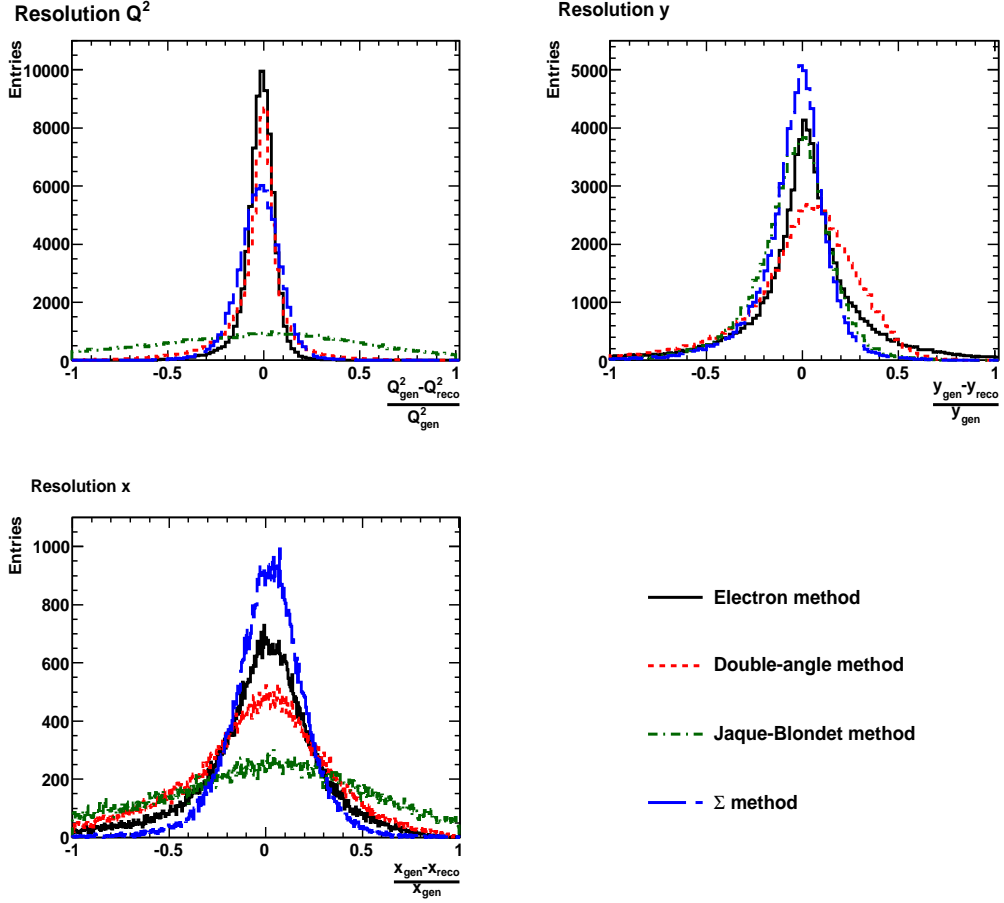 Resolution Q²
Entries
10000
8000
6000
4000
2000
0
-1 -0.5 0 0.5 1
Q²gen-Q²reco
Q²gen
Resolution y
Entries
5000
4000
3000
2000
1000
0
-1 -0.5 0 0.5 1
ygen-yreco
ygen
Resolution x
Entries
1000
800
600
400
200
0
-1 -0.5 0 0.5 1
xgen-xreco
xgen
Electron method
Double-angle method
Jaque-Blondet method
Σ method